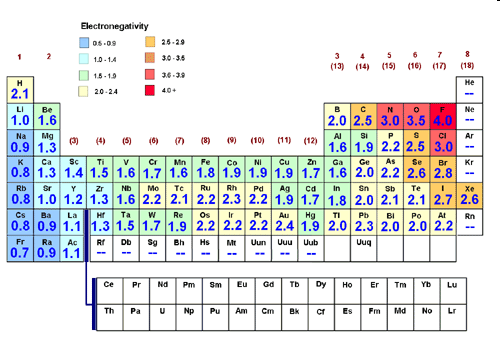 Electronegativity
0.5 - 0.9
1.0 - 1.4
1.5 - 1.9
2.0 - 2.4
2.5 - 2.9
3.0 - 3.5
3.6 - 3.9
4.0 +
1 2 3 4 5 6 7 8
(13) (14) (15) (16) (17) (18)
H He
2.1 --
Li Be B C N O F Ne
1.0 1.6 2.0 2.5 3.0 3.5 4.0 --
(3) (4) (5) (6) (7) (8) (9) (10) (11) (12)
Na Mg Al Si P S Cl Ar
0.9 1.3 1.6 1.9 2.2 2.5 3.0 --
K Ca Sc Ti V Cr Mn Fe Co Ni Cu Zn Ga Ge As Se Br Kr
0.8 1.3 1.4 1.5 1.6 1.7 1.6 1.8 1.9 1.9 1.9 1.7 1.6 2.0 2.2 2.6 2.8 --
Rb Sr Y Zr Nb Mo Tc Ru Rh Pd Ag Cd In Sn Sb Te I Xe
0.8 1.0 1.2 1.3 1.6 2.2 2.1 2.2 2.3 2.2 1.9 1.7 1.8 2.0 2.1 2.1 2.7 2.6
Cs Ba La Hf Ta W Re Os Ir Pt Au Hg Tl Pb Bi Po At Rn
0.8 0.9 1.1 1.3 1.5 1.7 1.9 2.2 2.2 2.2 2.4 1.9 2.0 2.3 2.0 2.0 2.2 --
Fr Ra Ac Rf Db Sg Bh Hs Mt Uun Uuu Uub Uuq
0.7 0.9 1.1 -- -- -- -- -- -- -- -- --
Ce Pr Nd Pm Sm Eu Gd Tb Dy Ho Er Tm Yb Lu
Th Pa U Np Pu Am Cm Bk Cf Es Fm Md No Lr